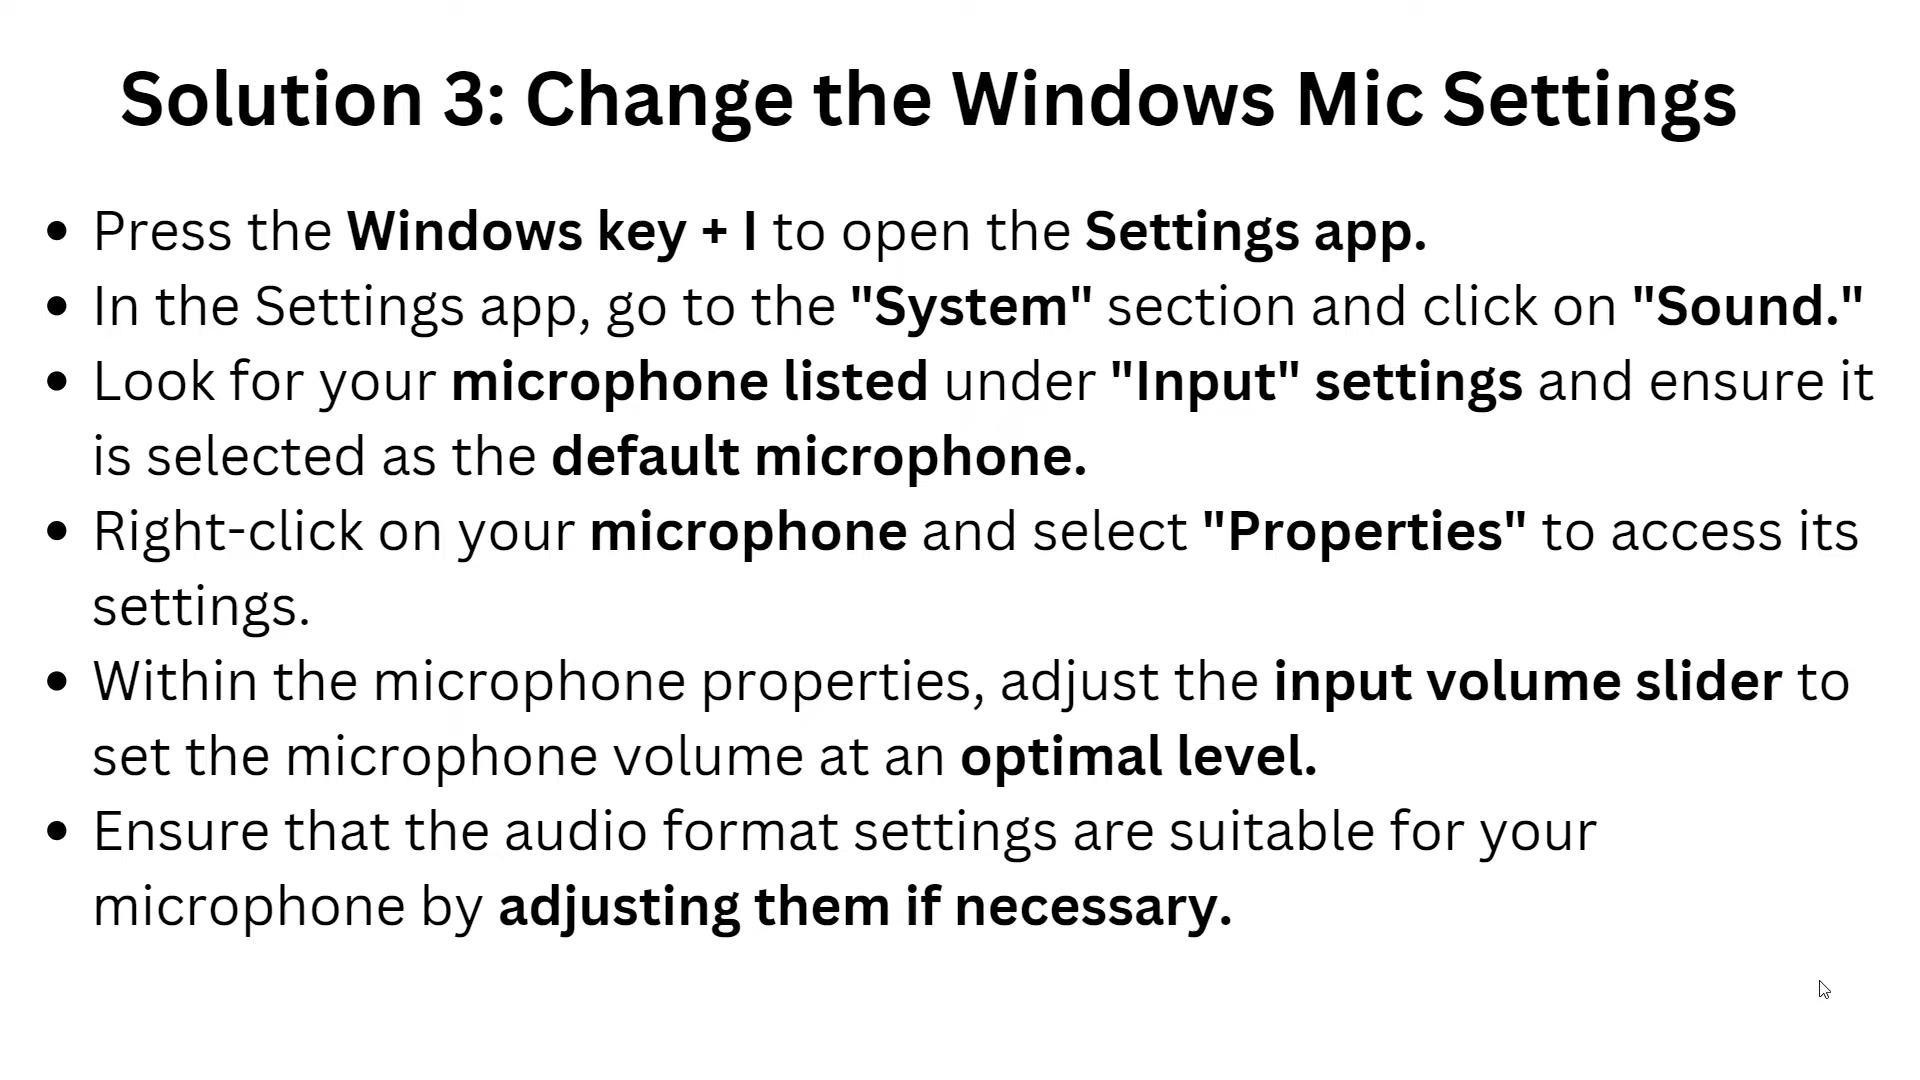 Solution 3: Change the Windows Mic Settings
• Press the Windows key + I to open the Settings app.
• In the Settings app, go to the "System" section and click on "Sound."
• Look for your microphone listed under "Input" settings and ensure it
is selected as the default microphone.
• Right-click on your microphone and select "Properties" to access its
settings.
• Within the microphone properties, adjust the input volume slider to
set the microphone volume at an optimal level.
• Ensure that the audio format settings are suitable for your
microphone by adjusting them if necessary.